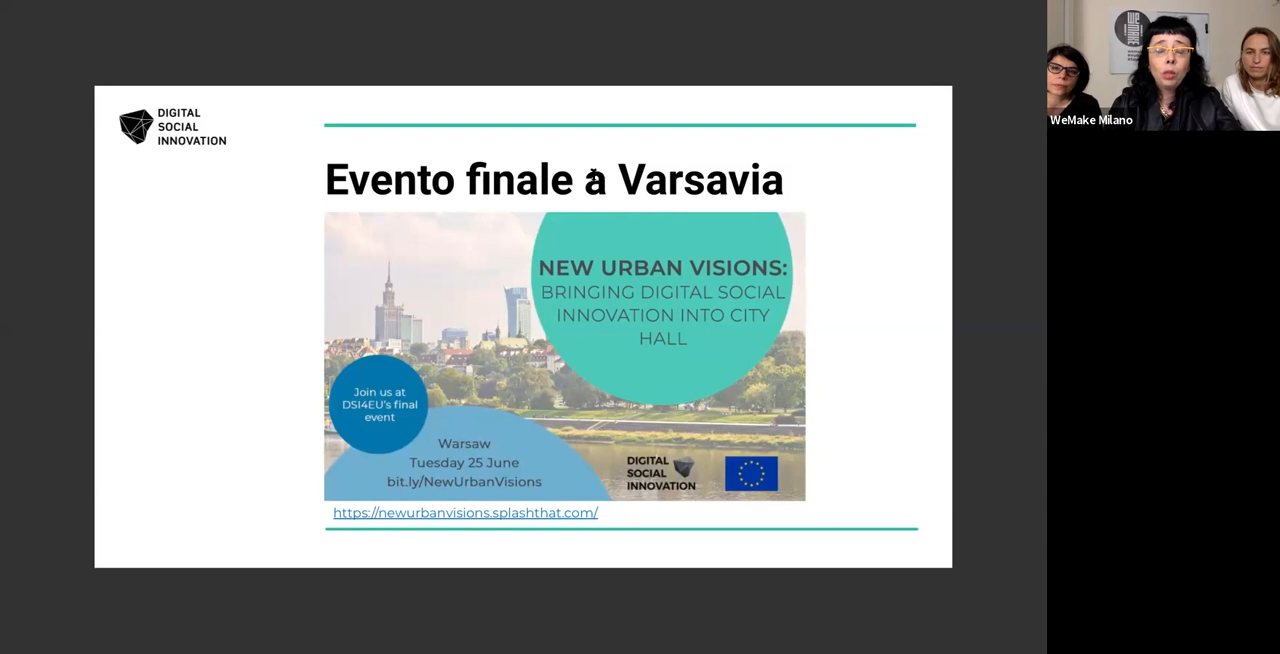 DIGITAL
SOCIAL
INNOVATION
Evento finale a Varsavia
NEW URBAN VISIONS:
BRINGING DIGITAL SOCIAL
INNOVATION INTO CITY
HALL
Join us at
DSI4EU's final
event
Warsaw
Tuesday 25 June
bit.ly/NewUrbanVisions
DIGITAL
SOCIAL
INNOVATION
https://newurbanvisions.splashthat.com/
WeMake Milano